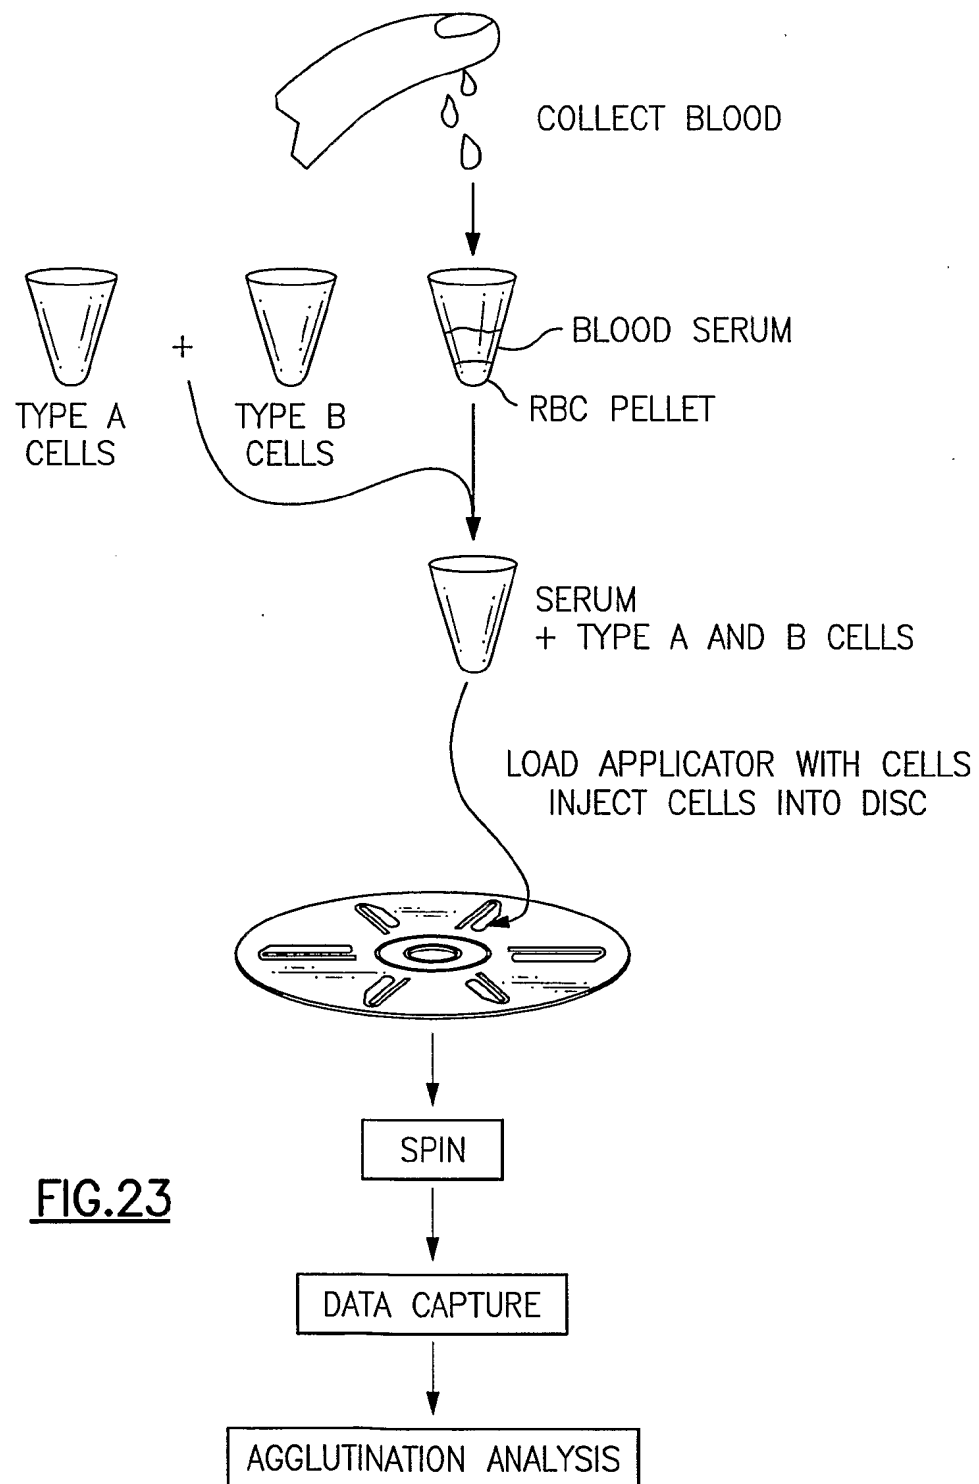 COLLECT BLOOD
+
BLOOD SERUM
RBC PELLET
TYPE A
CELLS
TYPE B
CELLS
SERUM
+ TYPE A AND B CELLS
LOAD APPLICATOR WITH CELLS
INJECT CELLS INTO DISC
SPIN
FIG.23
DATA CAPTURE
AGGLUTINATION ANALYSIS